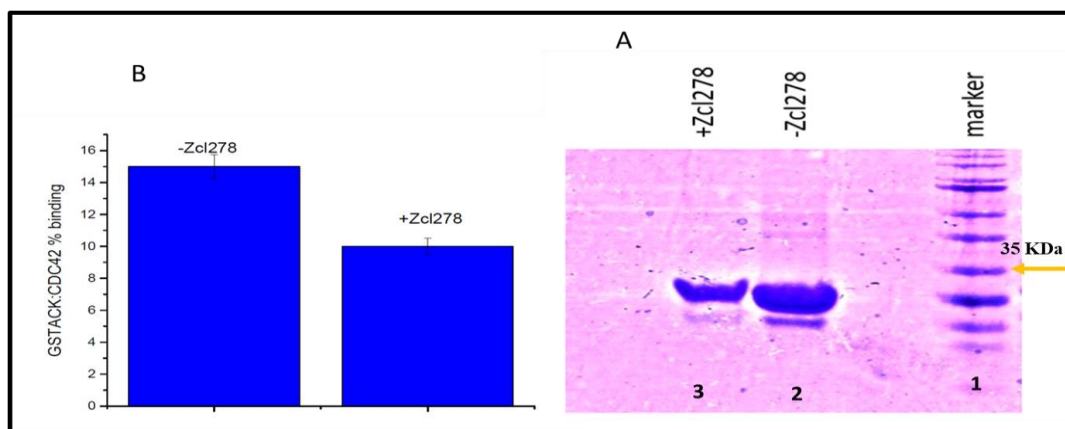 B
-Zcl278
+Zcl278
GSTACK:CDC42 % binding
16
14
12
10
8
6
4
2
0
A
+Zcl278
-Zcl278
marker
35 KDa
3
2
1